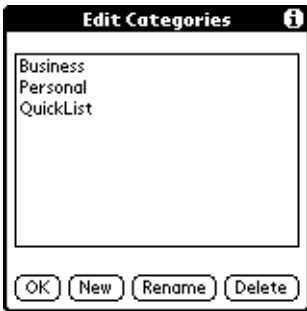 Edit Categories i
Business
Personal
QuickList
OK New Rename Delete